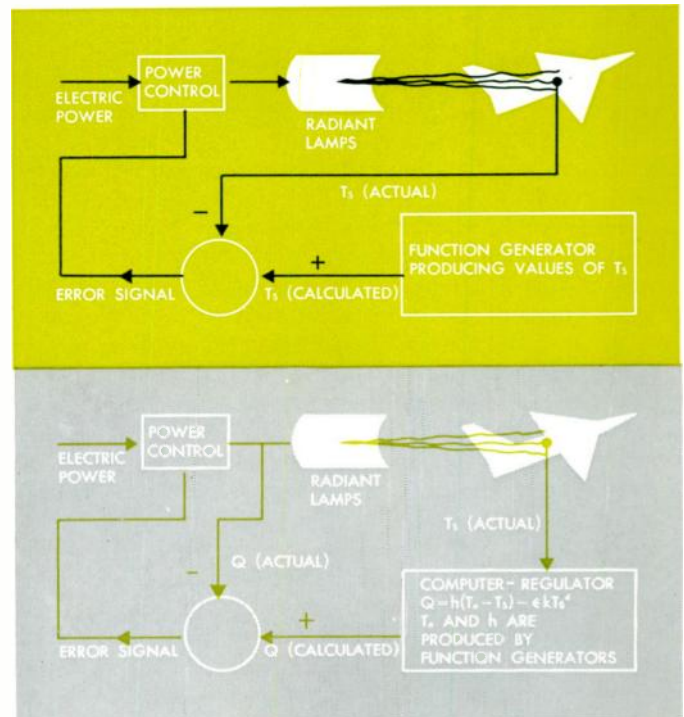 POWER
CONTROL
ELECTRIC
POWER
RADIANT
LAMPS
Ts (ACTUAL)
−
+
FUNCTION GENERATOR
PRODUCING VALUES OF Ts
ERROR SIGNAL
Ts (CALCULATED)
POWER
CONTROL
ELECTRIC
POWER
RADIANT
LAMPS
Ts (ACTUAL)
Q (ACTUAL)
−
+
COMPUTER-REGULATOR
Q=h(Te−Ts)−ϵkTs⁴
Te AND h ARE
PRODUCED BY
FUNCTION GENERATORS
ERROR SIGNAL
Q (CALCULATED)